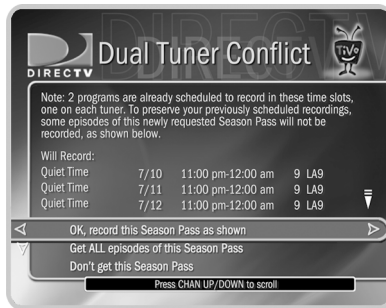 DIRECTV
Dual Tuner Conflict
TiVo
DIRECTV
Note: 2 programs are already scheduled to record in these time slots,
one on each tuner. To preserve your previously scheduled recordings,
some episodes of this newly requested Season Pass will not be
recorded, as shown below.
Will Record:
Quiet Time 7/10 11:00 pm-12:00 am 9 LA9
Quiet Time 7/11 11:00 pm-12:00 am 9 LA9
Quiet Time 7/12 11:00 pm-12:00 am 9 LA9
OK, record this Season Pass as shown
Get ALL episodes of this Season Pass
Don't get this Season Pass
Press CHAN UP/DOWN to scroll